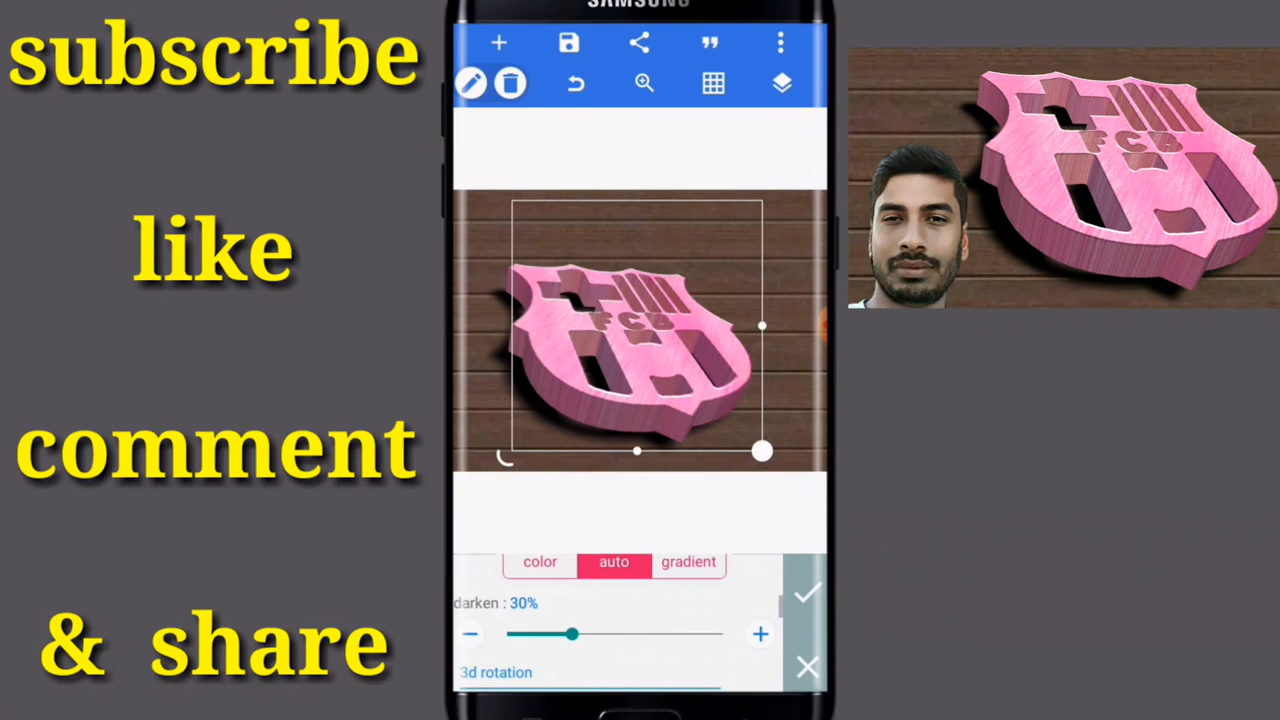 subscribe
like
comment
& share
SAMSUNG
FCB
color auto gradient
darken : 30%
3d rotation
FCB